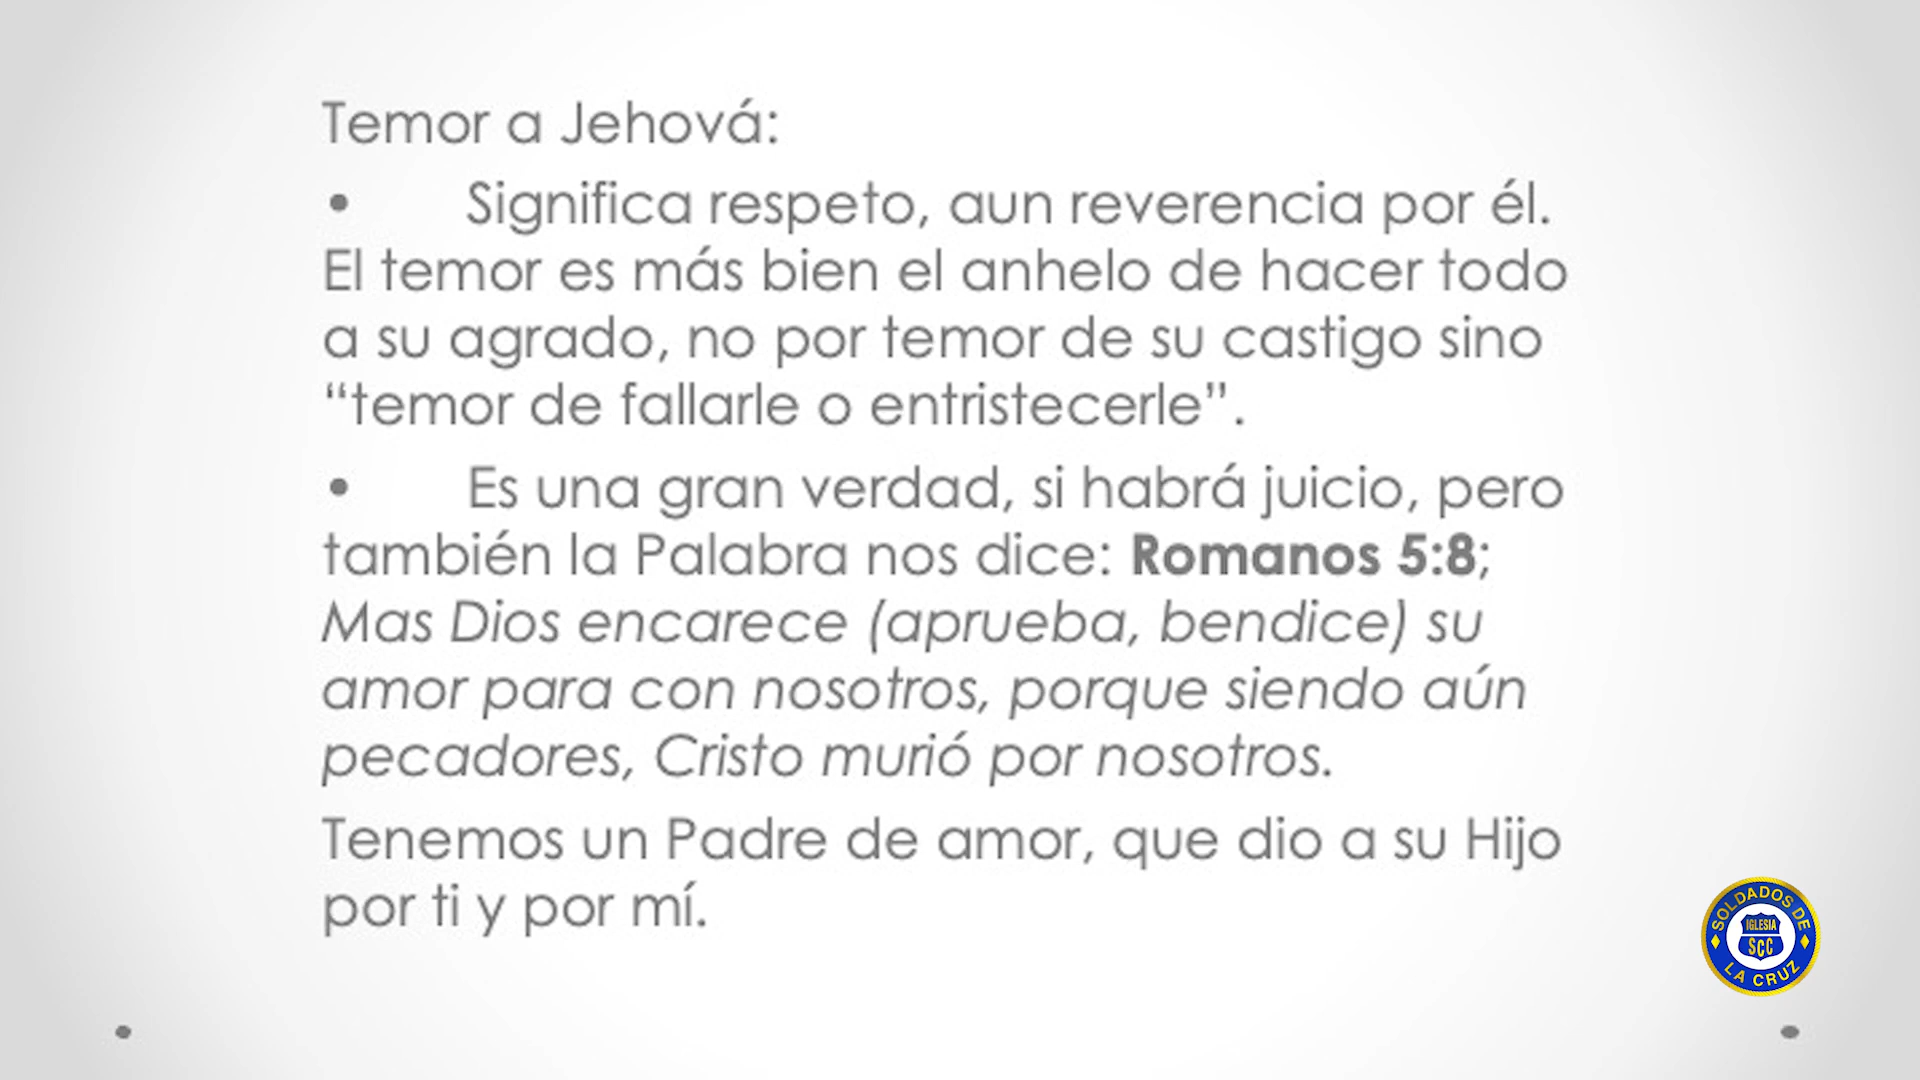 Temor a Jehová:
• Significa respeto, aun reverencia por él.
El temor es más bien el anhelo de hacer todo
a su agrado, no por temor de su castigo sino
“temor de fallarle o entristecerle”.
• Es una gran verdad, si habrá juicio, pero
también la Palabra nos dice: Romanos 5:8;
Mas Dios encarece (aprueba, bendice) su
amor para con nosotros, porque siendo aún
pecadores, Cristo murió por nosotros.
Tenemos un Padre de amor, que dio a su Hijo
por ti y por mí.
SOLDADOS DE
IGLESIA
SCC
LA CRUZ